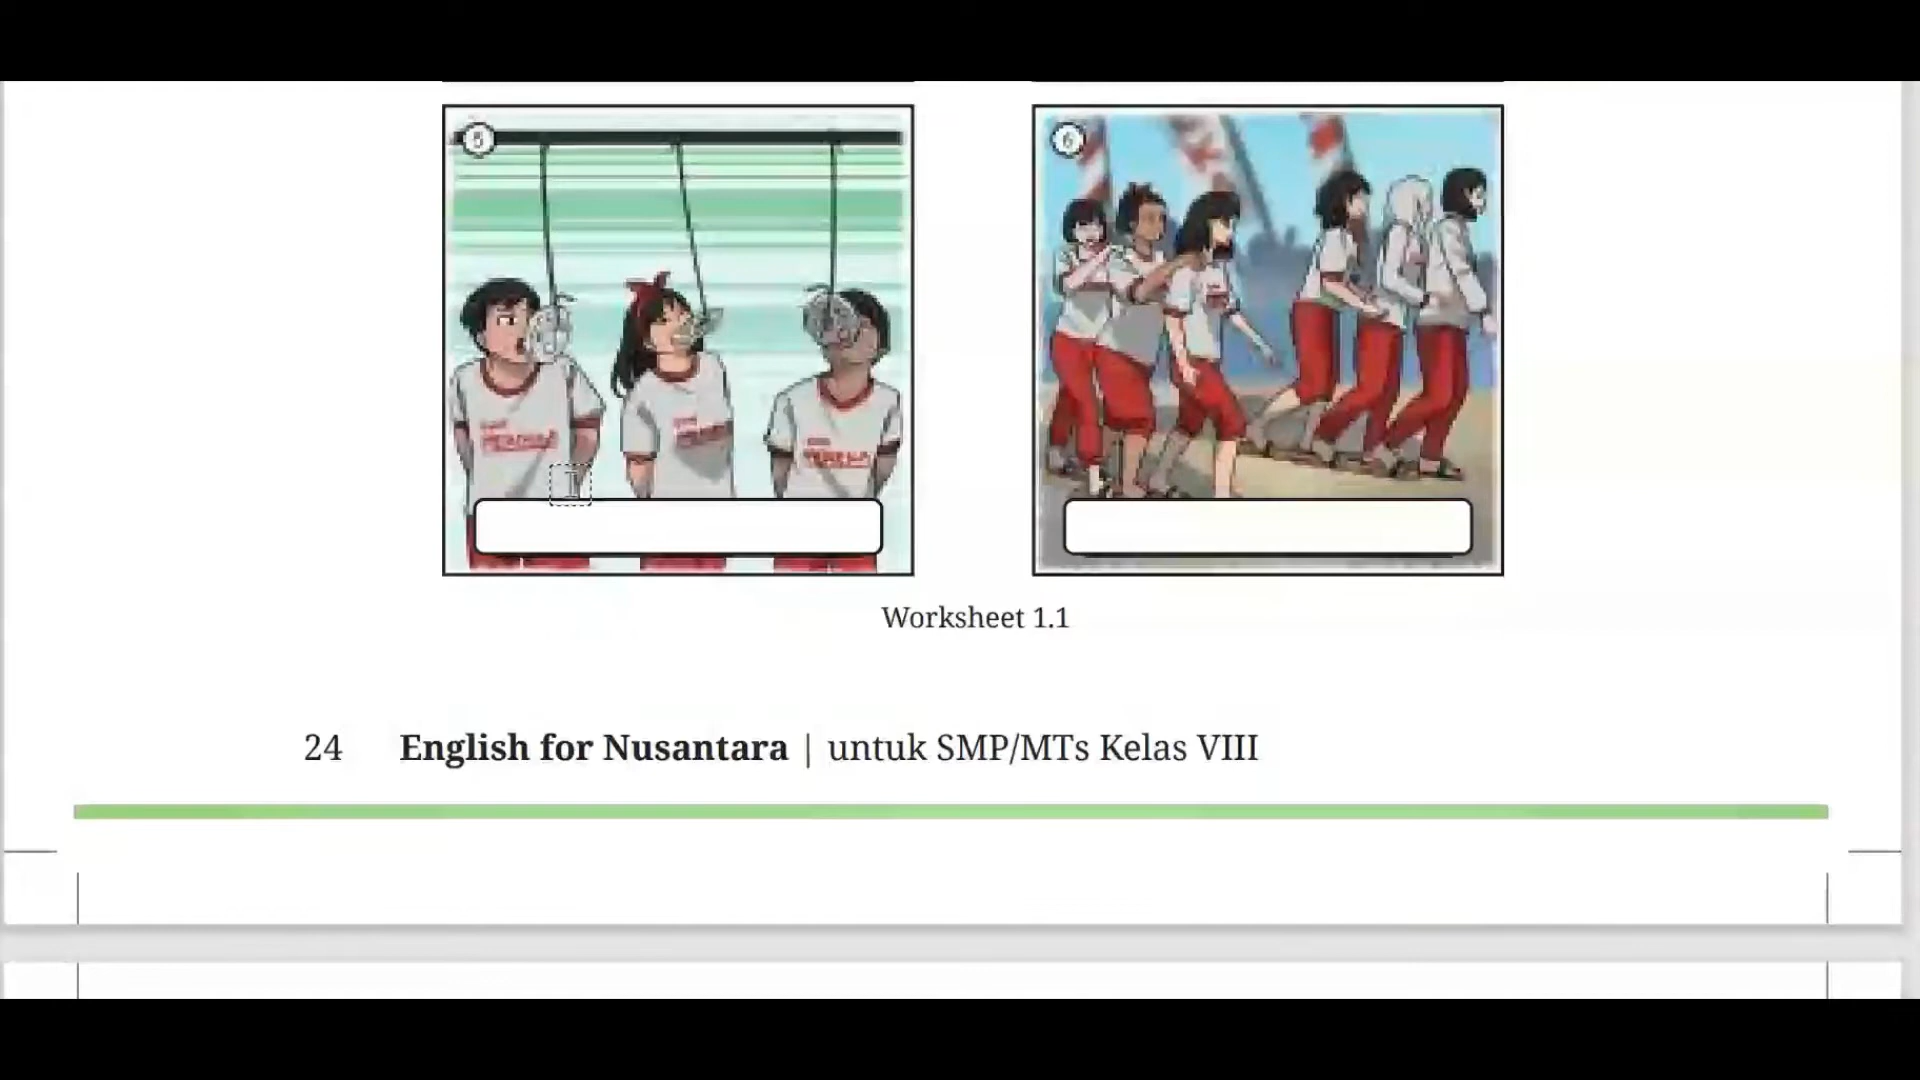 5
6
Worksheet 1.1
24 English for Nusantara | untuk SMP/MTs Kelas VIII